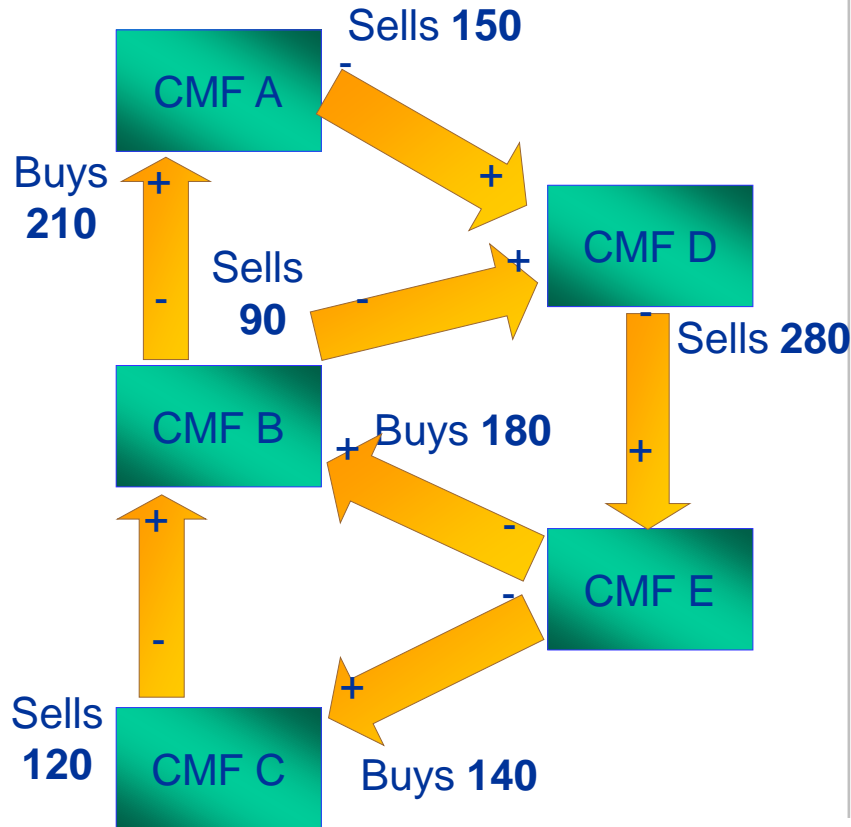 Sells 150
-
CMF A
Buys
210
+
+
CMF D
Sells
90
+
-
-
-
Sells 280
CMF B
+
Buys 180
+
+
-
-
CMF E
-
+
Sells
120
CMF C
Buys 140